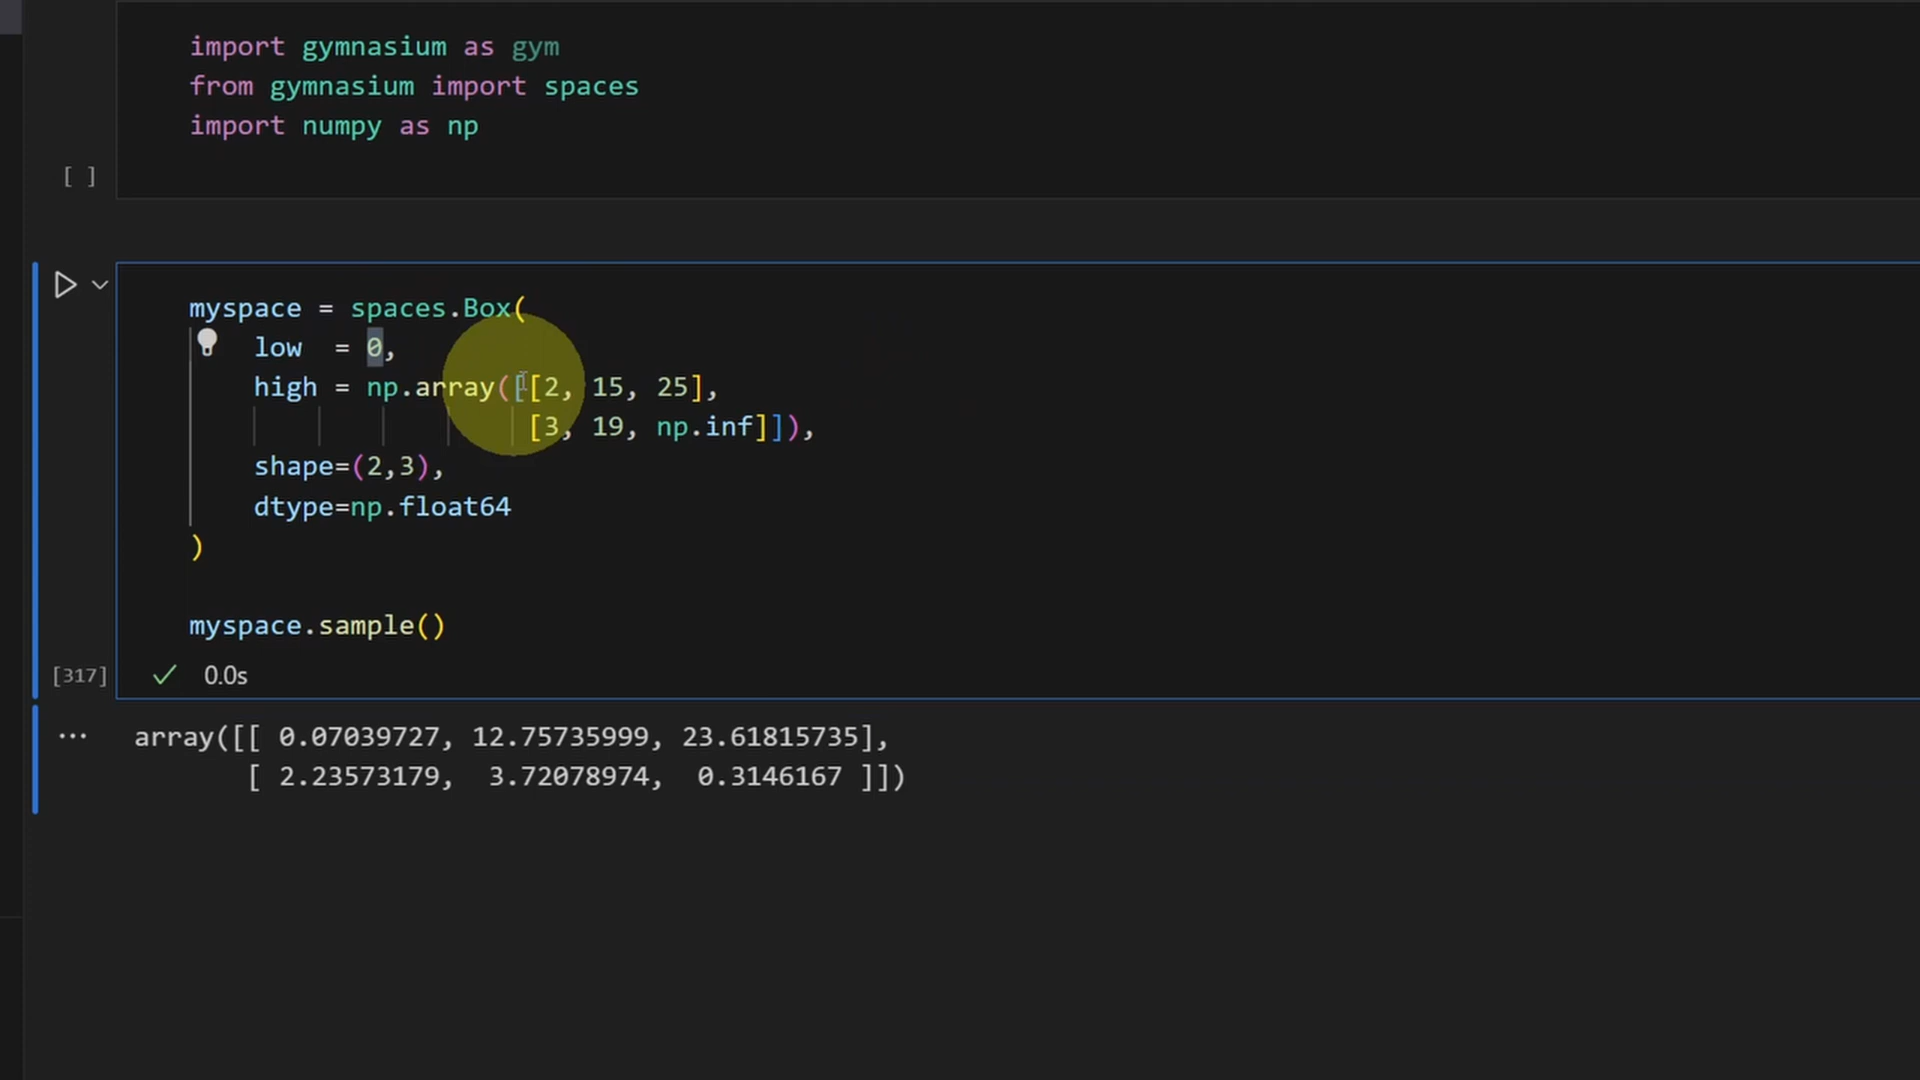 import gymnasium as gym
from gymnasium import spaces
import numpy as np
[ ]
myspace = spaces.Box(
low  = 0,
high = np.array([[2, 15, 25],
[3, 19, np.inf]]),
shape=(2,3),
dtype=np.float64
)
myspace.sample()
[317] 0.0s
... array([[ 0.07039727, 12.75735999, 23.61815735],
[ 2.23573179,  3.72078974,  0.3146167 ]])